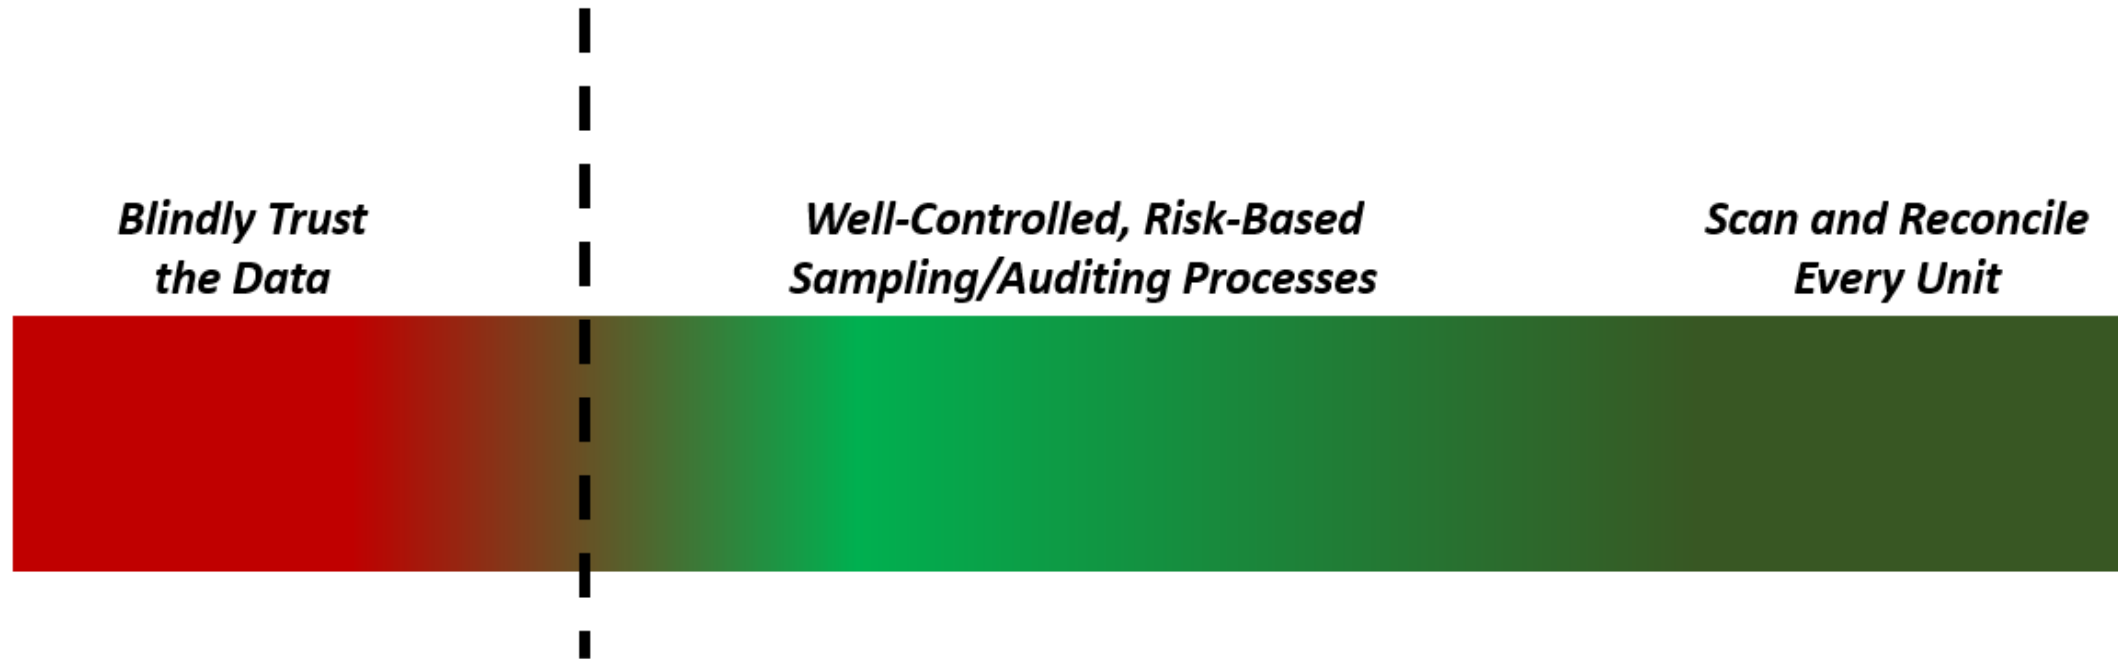 Blindly Trust
the Data
Well-Controlled, Risk-Based
Sampling/Auditing Processes
Scan and Reconcile
Every Unit